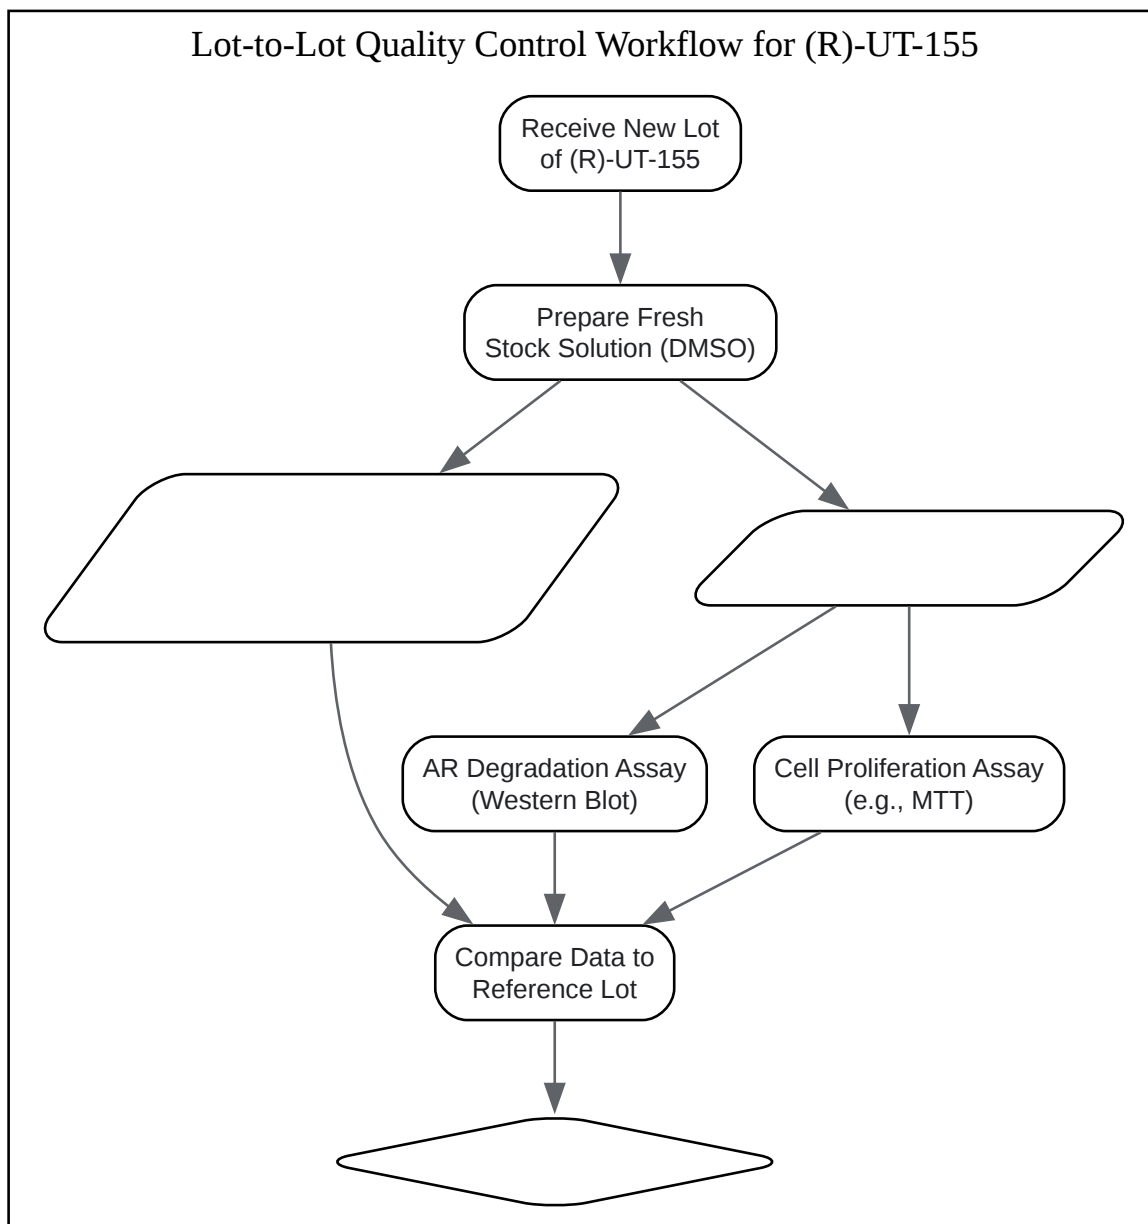 Lot-to-Lot Quality Control Workflow for (R)-UT-155
Receive New Lot
of (R)-UT-155
Prepare Fresh
Stock Solution (DMSO)
AR Degradation Assay
(Western Blot)
Cell Proliferation Assay
(e.g., MTT)
Compare Data to
Reference Lot